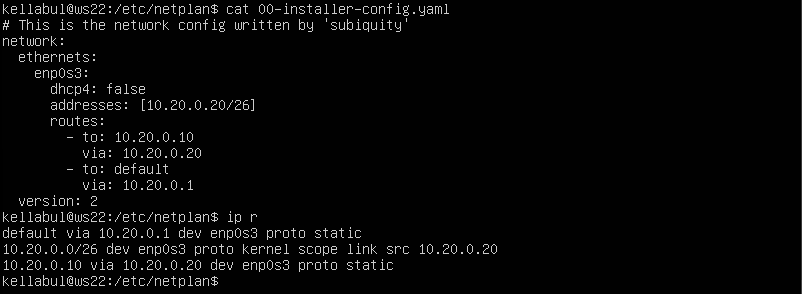 kellabul@ws22:/etc/netplan$ cat 00-installer-config.yaml
# This is the network config written by 'subiquity'
network:
  ethernets:
    enp0s3:
      dhcp4: false
      addresses: [10.20.0.20/26]
      routes:
        - to: 10.20.0.10
          via: 10.20.0.20
        - to: default
          via: 10.20.0.1
  version: 2
kellabul@ws22:/etc/netplan$ ip r
default via 10.20.0.1 dev enp0s3 proto static
10.20.0.0/26 dev enp0s3 proto kernel scope link src 10.20.0.20
10.20.0.10 via 10.20.0.20 dev enp0s3 proto static
kellabul@ws22:/etc/netplan$